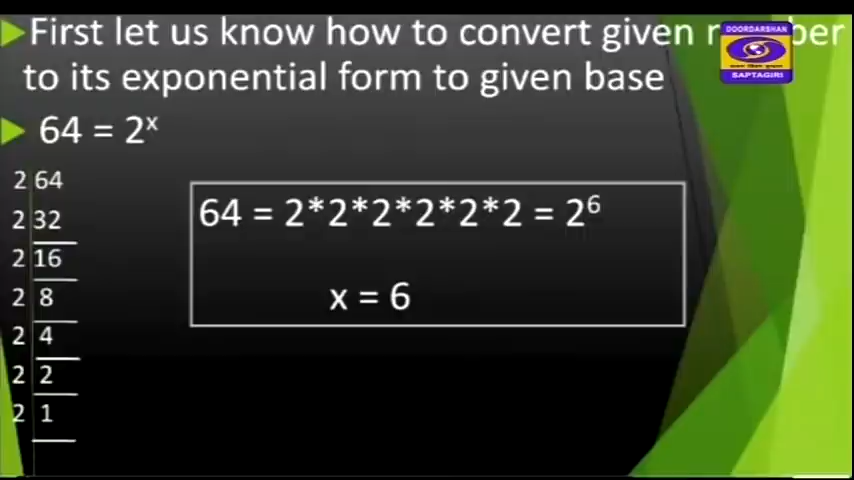 First let us know how to convert given
to its exponential form to given base
64 = 2ˣ
2 64
2 32
2 16
2 8
2 4
2 2
2 1
64 = 2*2*2*2*2*2 = 2⁶
x = 6
DOORDARSHAN
SAPTAGIRI